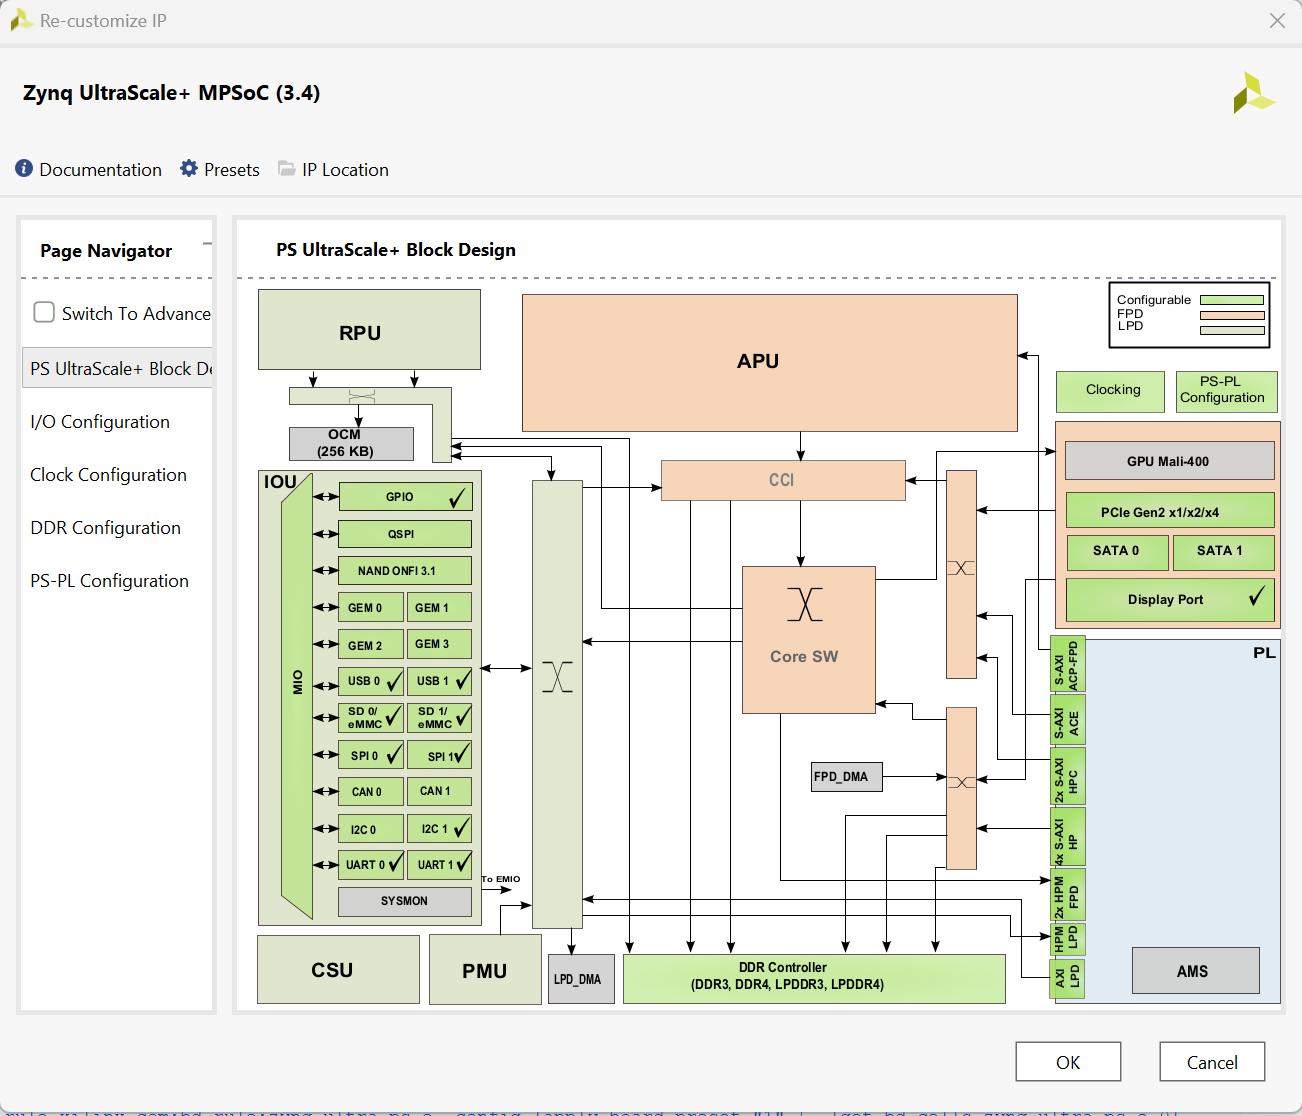 Re-customize IP
Zynq UltraScale+ MPSoC (3.4)
Documentation
Presets
IP Location
Page Navigator
Switch To Advance
PS UltraScale+ Block De
I/O Configuration
Clock Configuration
DDR Configuration
PS-PL Configuration
PS UltraScale+ Block Design
RPU
APU
Configurable
FPD
LPD
Clocking
PS-PL
Configuration
OCM
(256 KB)
CCI
GPU Mali-400
IOU
GPIO
QSPI
NAND ONFI 3.1
GEM 0
GEM 1
GEM 2
GEM 3
USB 0
USB 1
SD 0/
eMMC
SD 1/
eMMC
SPI 0
SPI 1
CAN 0
CAN 1
I2C 0
I2C 1
UART 0
UART 1
SYSMON
MIO
To EMIO
PCIe Gen2 x1/x2/x4
SATA 0
SATA 1
Display Port
Core SW
FPD_DMA
PL
S-AXI
ACP-FPD
S-AXI
ACE
2x S-AXI
HPC
4x S-AXI
HP
2x HPM
FPD
HPM
LPD
AXI
LPD
AMS
CSU
PMU
LPD_DMA
DDR Controller
(DDR3, DDR4, LPDDR3, LPDDR4)
OK
Cancel